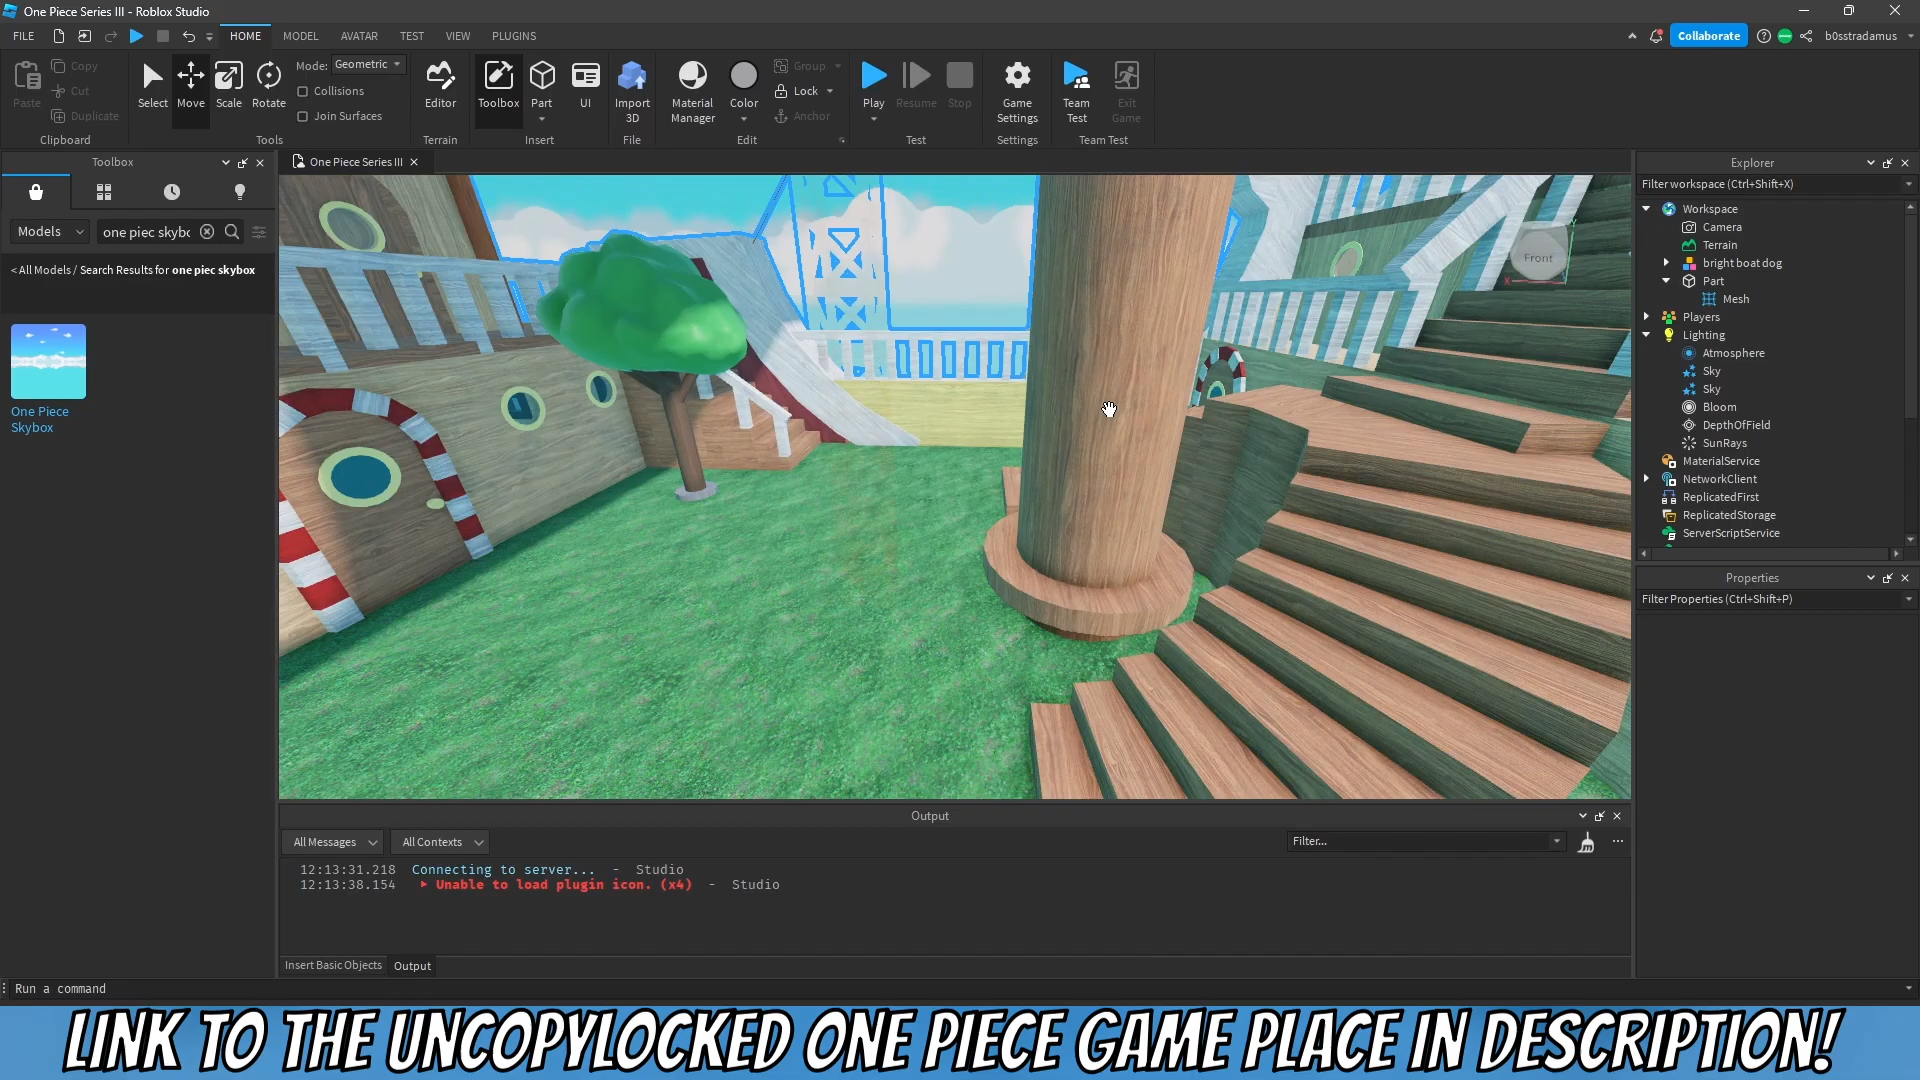 One Piece Series III - Roblox Studio
FILE HOME MODEL AVATAR TEST VIEW PLUGINS Collaborate b0sstradamus
Paste Copy Cut Duplicate
Select Move Scale Rotate
Mode: Geometric
Collisions
Join Surfaces
Editor Toolbox Part UI Import 3D
Material Manager Color Group Lock Anchor
Play Resume Stop Game Settings Team Test Exit Game
Clipboard Tools Terrain Insert File Edit Test Settings Team Test
Toolbox
Models one piec skybo
< All Models / Search Results for one piec skybox
One Piece
Skybox
One Piece Series III
Front
Y
X
Explorer
Filter workspace (Ctrl+Shift+X)
Workspace
Camera
Terrain
bright boat dog
Part
Mesh
Players
Lighting
Atmosphere
Sky
Sky
Bloom
DepthOfField
SunRays
MaterialService
NetworkClient
ReplicatedFirst
ReplicatedStorage
ServerScriptService
Properties
Filter Properties (Ctrl+Shift+P)
Output
All Messages All Contexts Filter...
12:13:31.218 Connecting to server... - Studio
12:13:38.154 Unable to load plugin icon. (x4) - Studio
Insert Basic Objects Output
Run a command
LINK TO THE UNCOPYLOCKED ONE PIECE GAME PLACE IN DESCRIPTION!